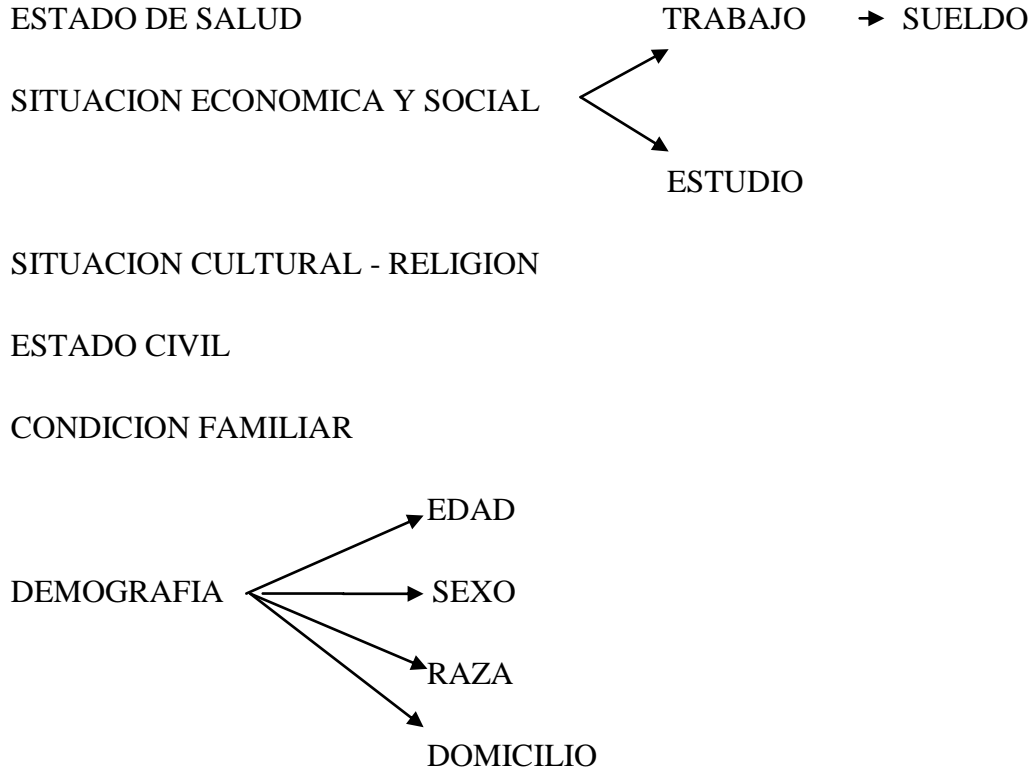 ESTADO DE SALUD TRABAJO SUELDO
SITUACION ECONOMICA Y SOCIAL
ESTUDIO
SITUACION CULTURAL - RELIGION
ESTADO CIVIL
CONDICION FAMILIAR
EDAD
DEMOGRAFIA SEXO
RAZA
DOMICILIO